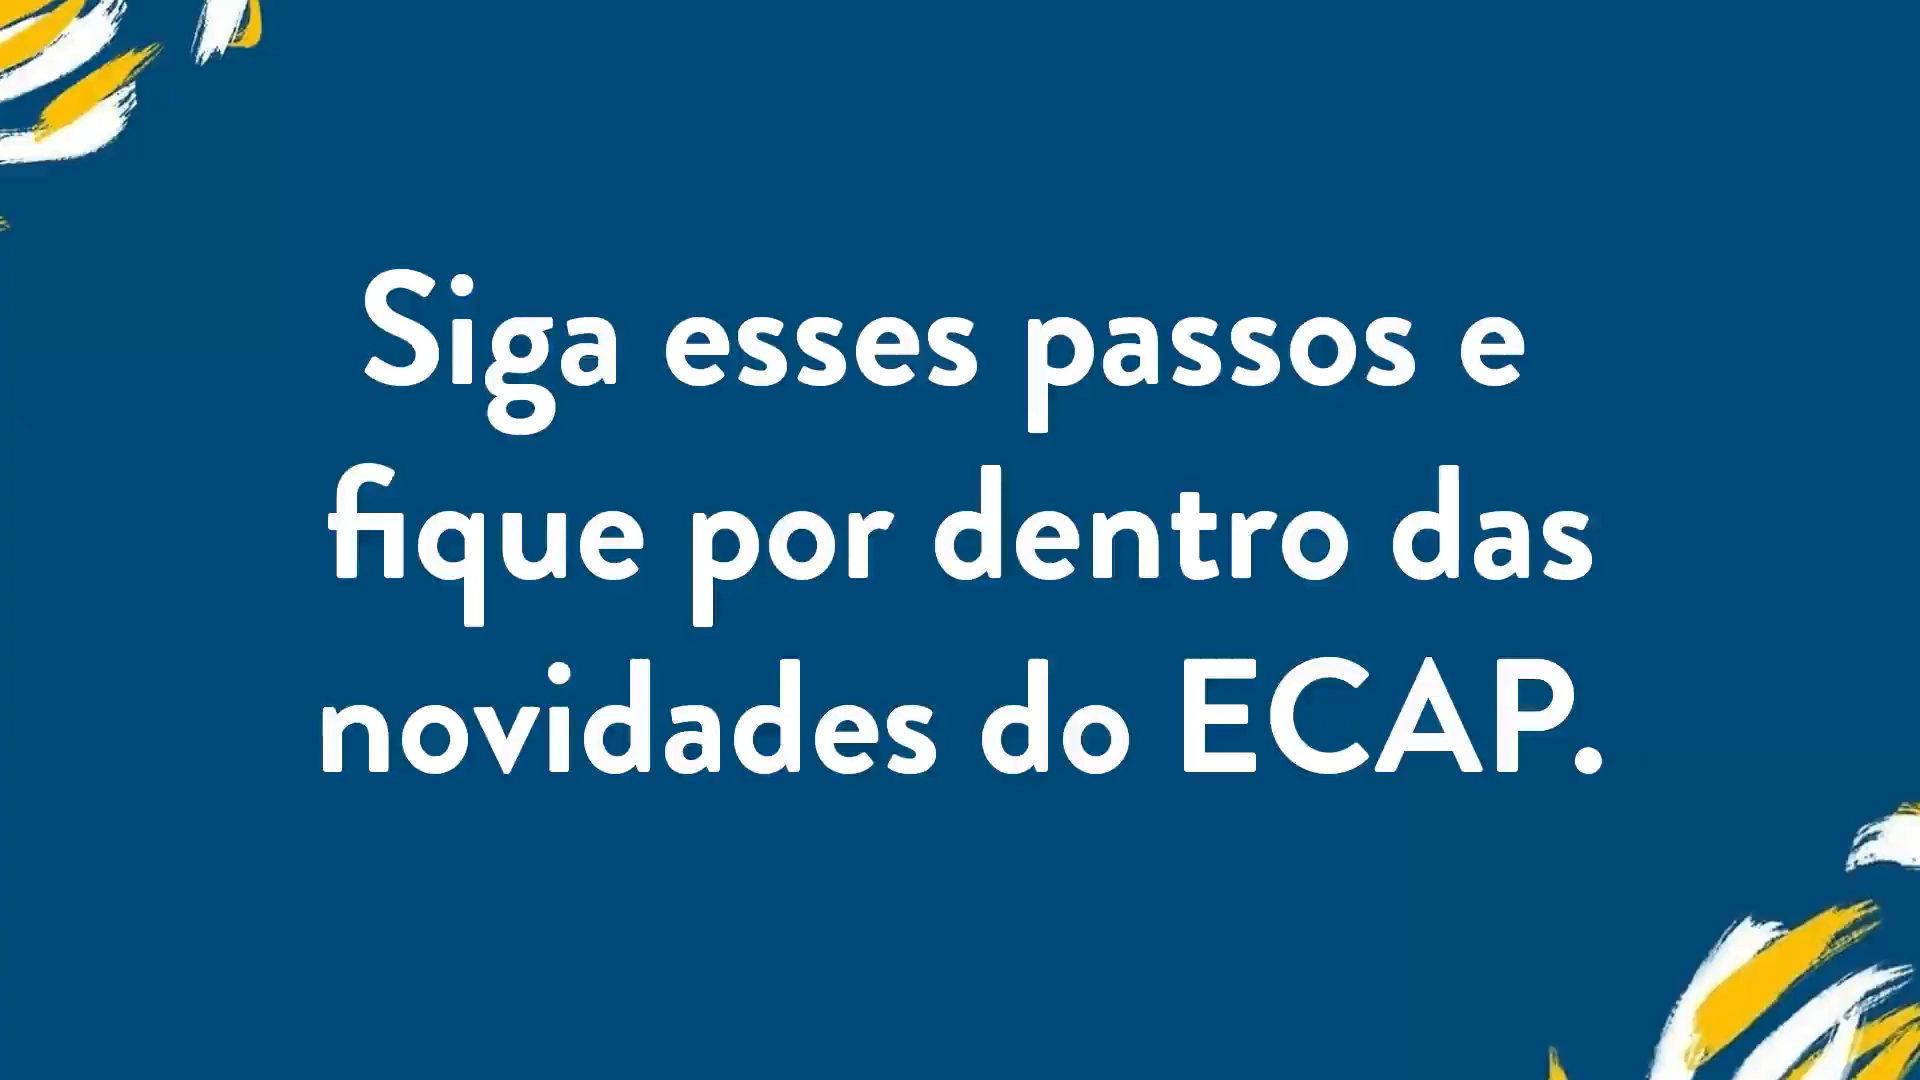 Siga esses passos e
fique por dentro das
novidades do ECAP.